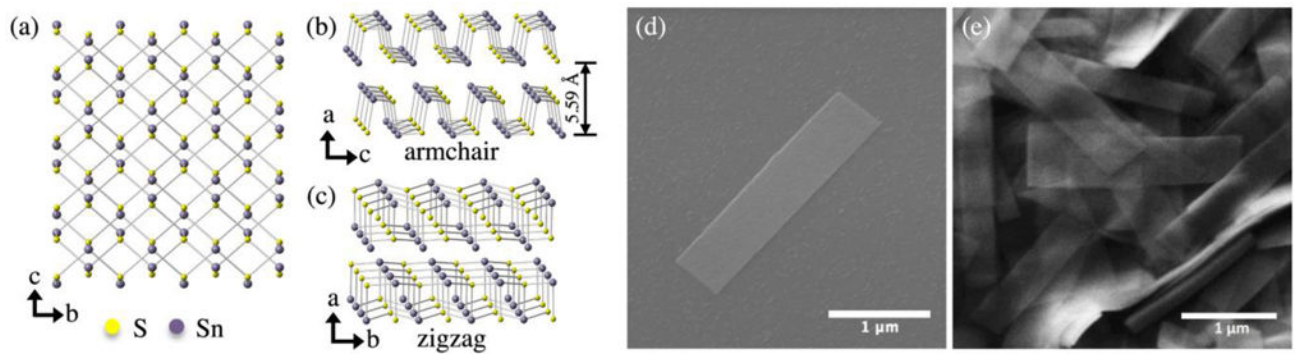 (a)
c
b
S Sn
(b)
5.59 Å
a
c
armchair
(c)
a
b
zigzag
(d)
1 µm
(e)
1 µm